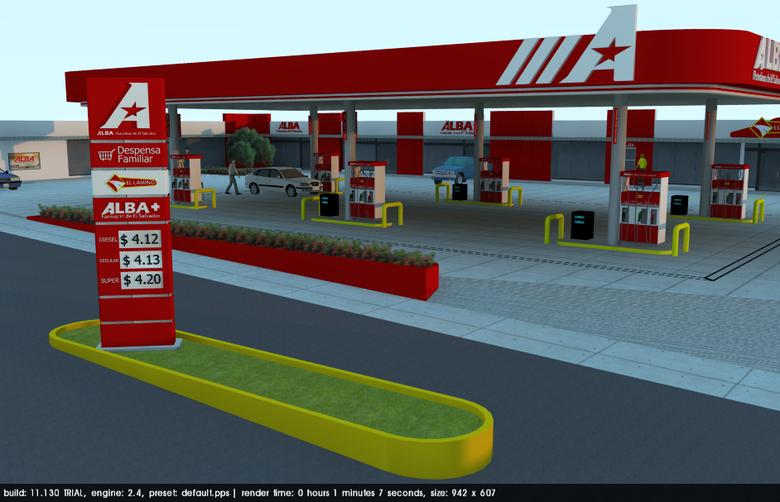 A
ALBA Petróleos de El Salvador
Despensa
Familiar
EL CAMINO
ALBA+
Farmacia de El Salvador
DIESEL $ 4.12
REGULAR $ 4.13
SUPER $ 4.20
A
ALBA
ALBA
ALBA
build: 11.130 TRIAL, engine: 2.4, preset: default.pps | render time: 0 hours 1 minutes 7 seconds, size: 942 x 607